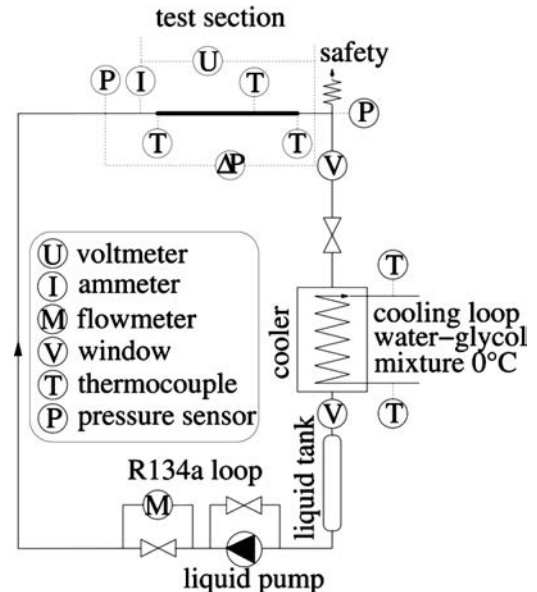 test section
U
safety
P
I
T
P
T
T
ΔP
V
U voltmeter
I ammeter
M flowmeter
V window
T thermocouple
P pressure sensor
T
cooler
cooling loop
water-glycol
mixture 0°C
V
T
liquid tank
R134a loop
M
liquid pump